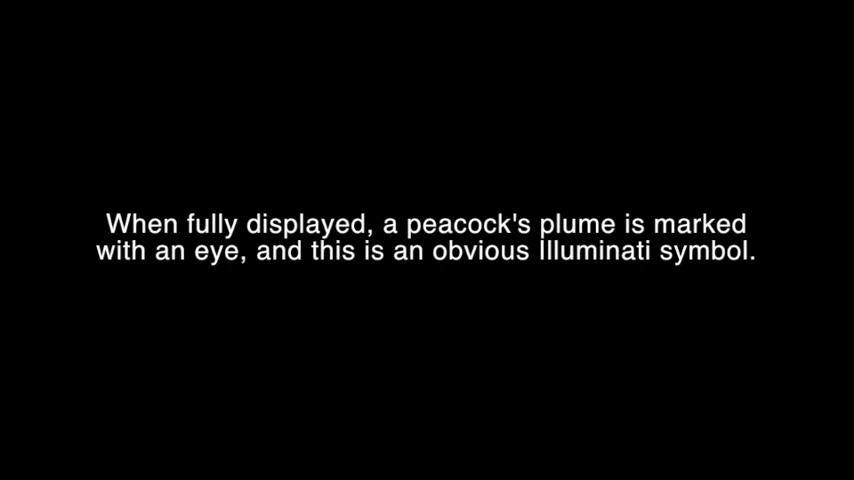 When fully displayed, a peacock's plume is marked
with an eye, and this is an obvious Illuminati symbol.